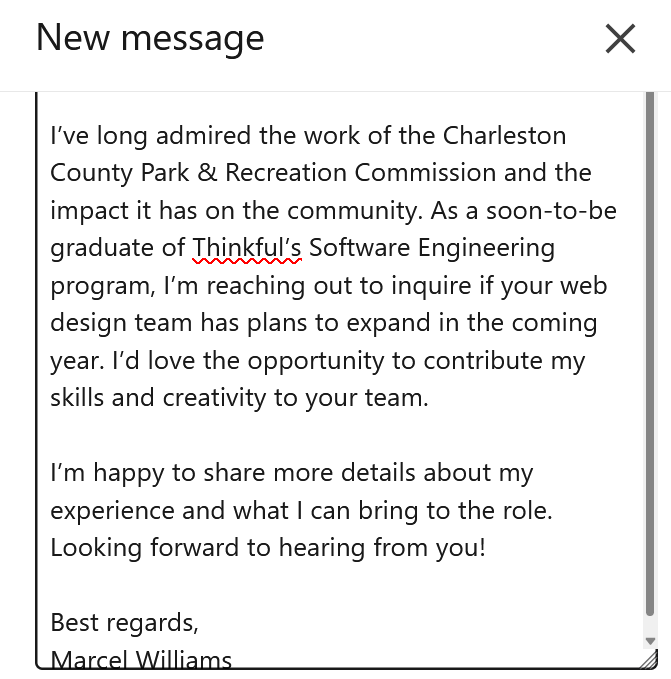 New message
I’ve long admired the work of the Charleston
County Park & Recreation Commission and the
impact it has on the community. As a soon-to-be
graduate of Thinkful’s Software Engineering
program, I’m reaching out to inquire if your web
design team has plans to expand in the coming
year. I’d love the opportunity to contribute my
skills and creativity to your team.
I’m happy to share more details about my
experience and what I can bring to the role.
Looking forward to hearing from you!
Best regards,
Marcel Williams